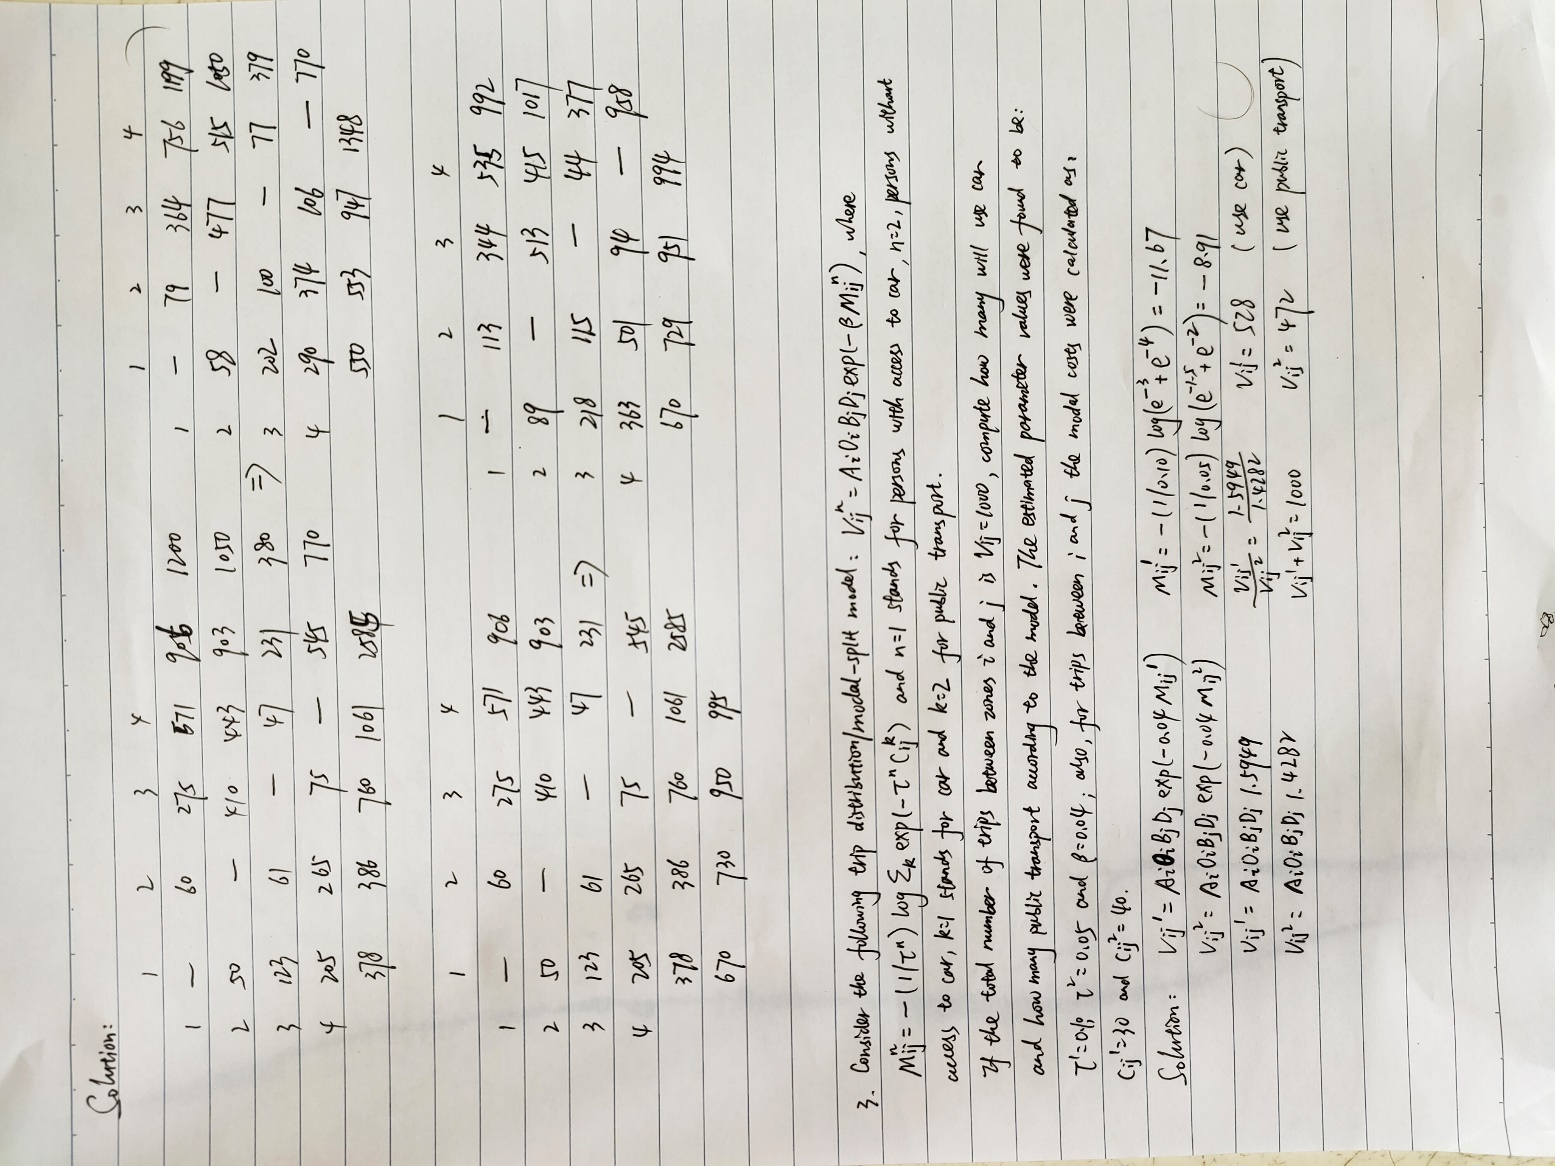 Solution:
1 2 3 4
1 — 60 275 571 906 1200
2 50 — 410 443 903 1050
3 123 61 — 47 231 380
4 205 265 75 — 545 770
378 386 760 1061 2585
=>
1 2 3 4
1 — 79 364 756 1199
2 58 — 477 515 1050
3 202 100 — 77 379
4 290 374 106 — 770
550 553 947 1348
1 2 3 4
1 — 60 275 571 906
2 50 — 410 443 903
3 123 61 — 47 231
4 205 265 75 — 545
378 386 760 1061 2585
670 730 950 995
=>
1 2 3 4
1 — 113 344 535 992
2 89 — 513 415 1017
3 218 115 — 44 377
4 363 501 94 — 958
670 729 951 994
3. Consider the following trip distribution/modal-split model: Vijⁿ = AiOiBjDj exp(-βMijⁿ), where
Mijⁿ = -(1/τⁿ) log Σk exp(-τⁿCijᵏ) and n=1 stands for persons with access to car, n=2, persons without
access to car, k=1 stands for car and k=2 for public transport.
If the total number of trips between zones i and j is Vij=1000, compute how many will use car
and how many public transport according to the model. The estimated parameter values were found to be:
τ¹=0.10, τ²=0.05 and β=0.04; also, for trips between i and j the modal costs were calculated as:
Cij¹=30 and Cij²=40.
Solution: Vij¹ = AiOiBjDj exp(-0.04 Mij¹) Mij¹ = -(1/0.10) log(e⁻³+e⁻⁴) = -11.67
Vij² = AiOiBjDj exp(-0.04 Mij²) Mij² = -(1/0.05) log(e⁻¹·⁵+e⁻²) = -8.91
Vij¹ = AiOiBjDj 1.5949 Vij¹/Vij² = 1.5949/1.4282 Vij¹ = 528 (use car)
Vij² = AiOiBjDj 1.4282 Vij¹+Vij² = 1000 Vij² = 472 (use public transport)